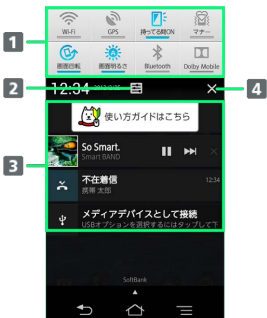 Wi-Fi
GPS
持ってる間ON
マナー
1
画面回転
画面明るさ
Bluetooth
Dolby Mobile
2
12:34
4
使い方ガイドはこちら
3
So Smart.
Smart BAND
不在着信
12:34
携帯 太郎
メディアデバイスとして接続
USBオプションを選択するにはタップして下
SoftBank